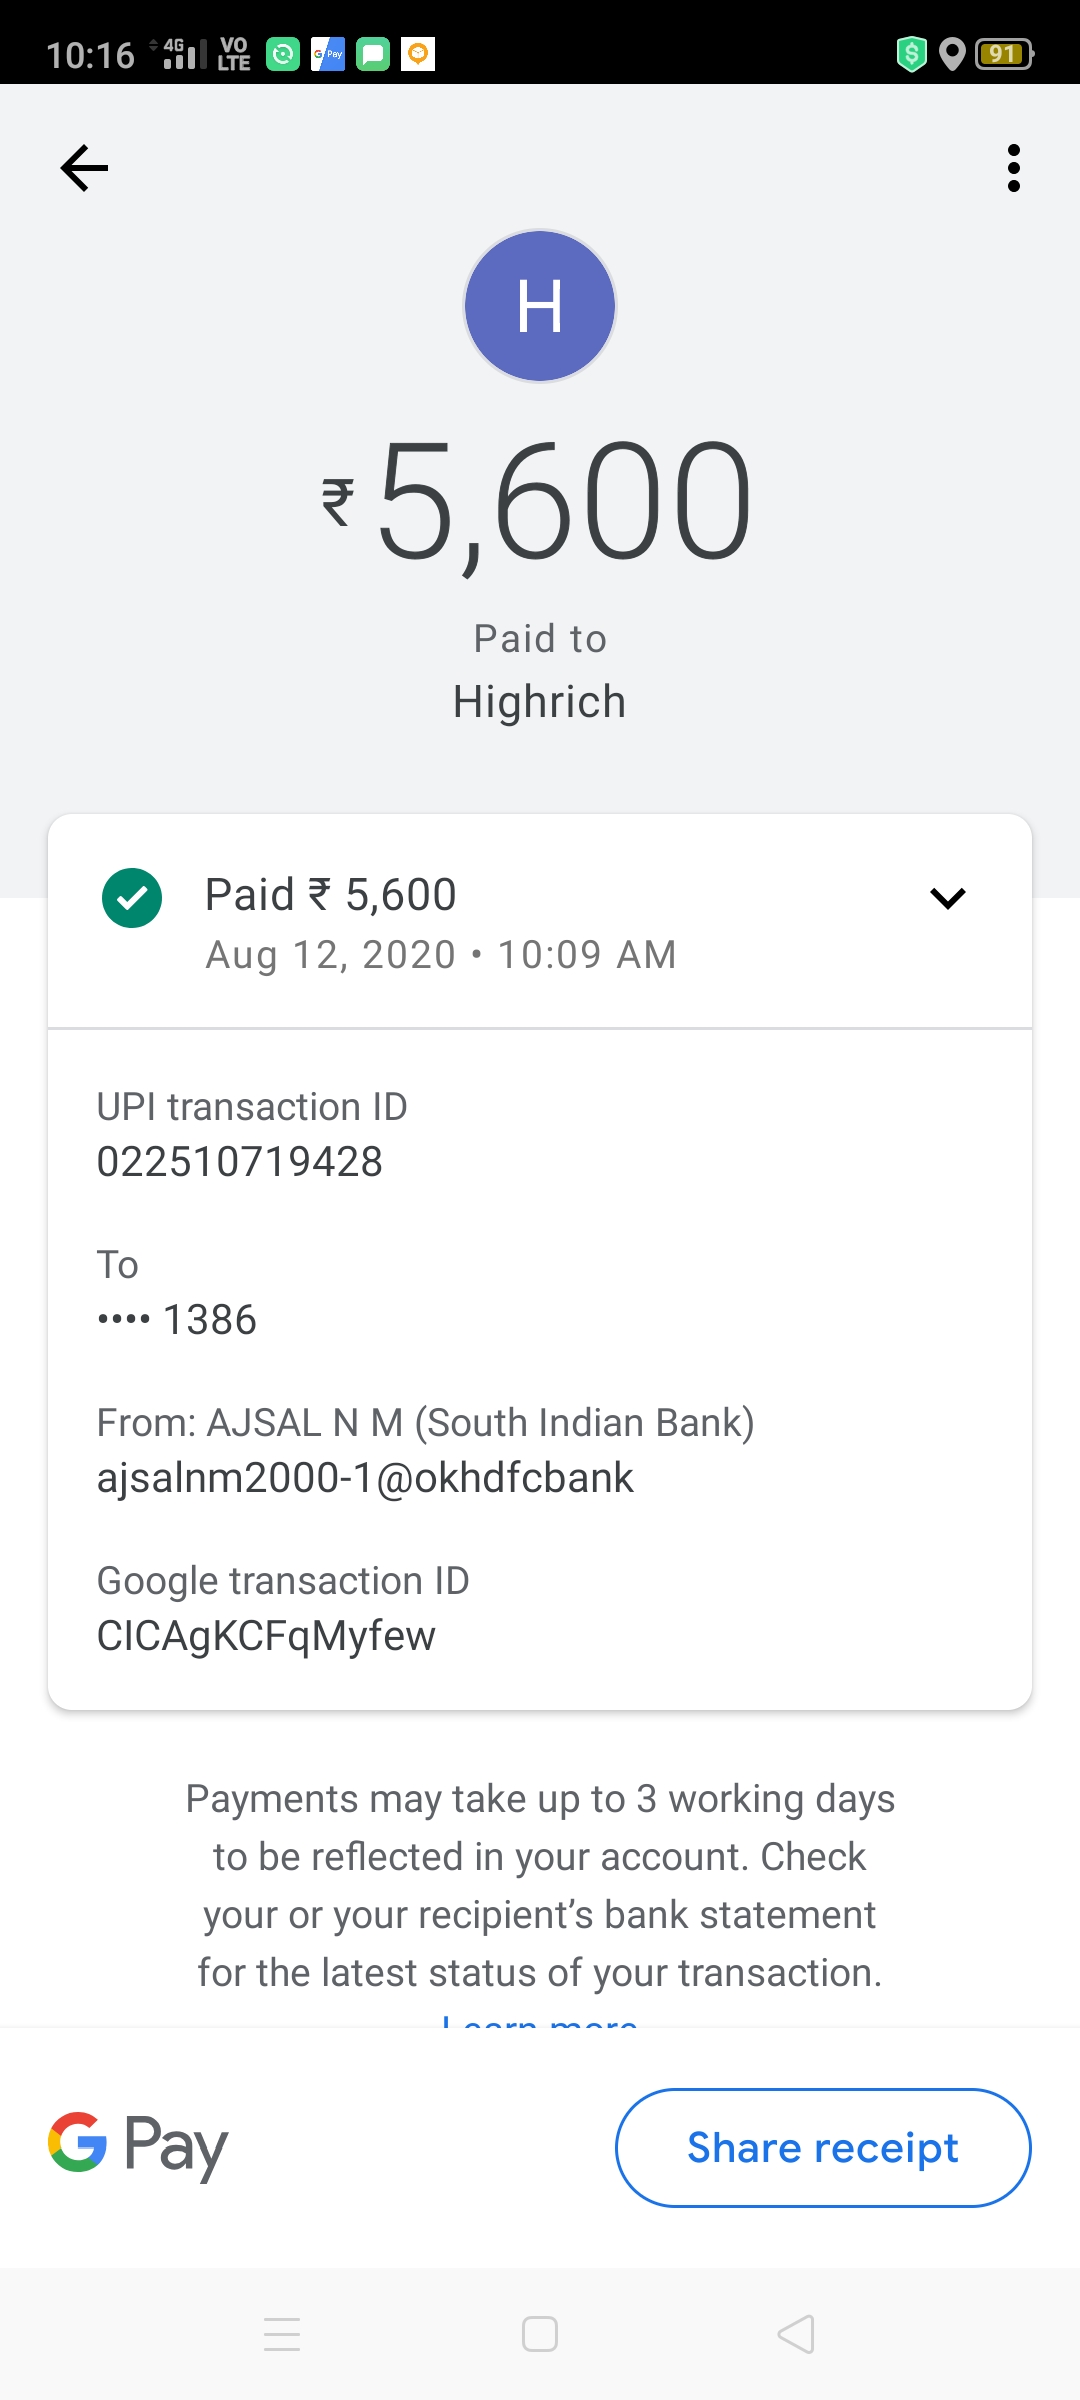 10:16 4G VO LTE G Pay $ 91
H
₹5,600
Paid to
Highrich
Paid ₹ 5,600
Aug 12, 2020 • 10:09 AM
UPI transaction ID
022510719428
To
•••• 1386
From: AJSAL N M (South Indian Bank)
ajsalnm2000-1@okhdfcbank
Google transaction ID
CICAgKCFqMyfew
Payments may take up to 3 working days
to be reflected in your account. Check
your or your recipient’s bank statement
for the latest status of your transaction.
Learn more
G Pay
Share receipt